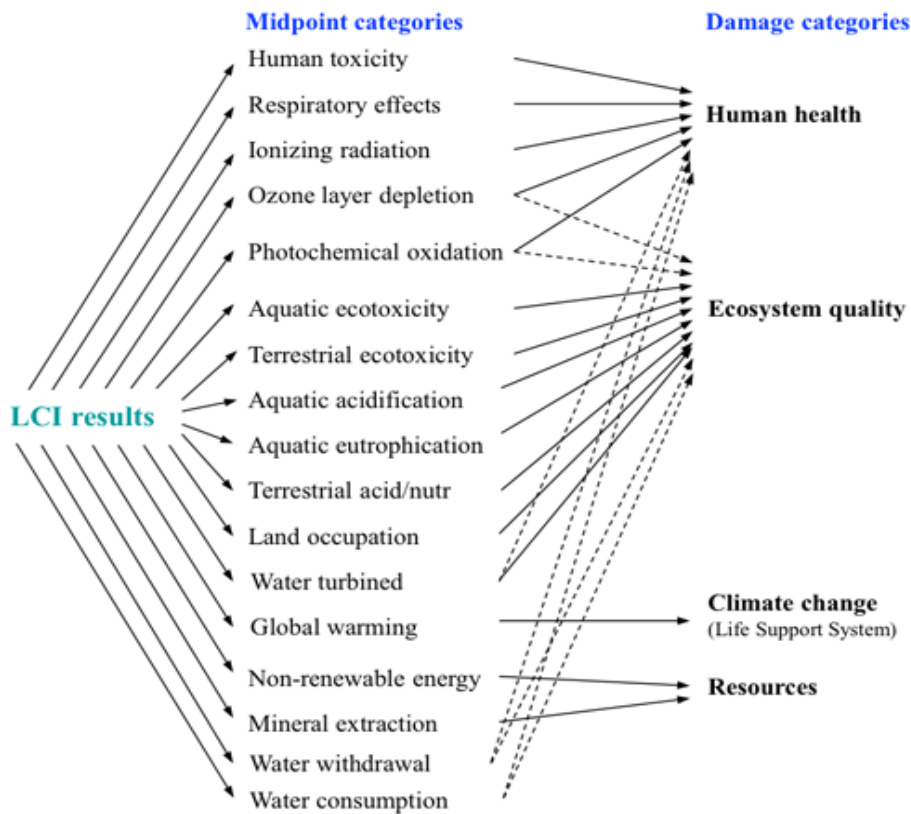 Midpoint categories
Damage categories
Human toxicity
Respiratory effects
Human health
Ionizing radiation
Ozone layer depletion
Photochemical oxidation
Aquatic ecotoxicity
Ecosystem quality
Terrestrial ecotoxicity
Aquatic acidification
LCI results
Aquatic eutrophication
Terrestrial acid/nutr
Land occupation
Water turbined
Climate change
(Life Support System)
Global warming
Non-renewable energy
Resources
Mineral extraction
Water withdrawal
Water consumption